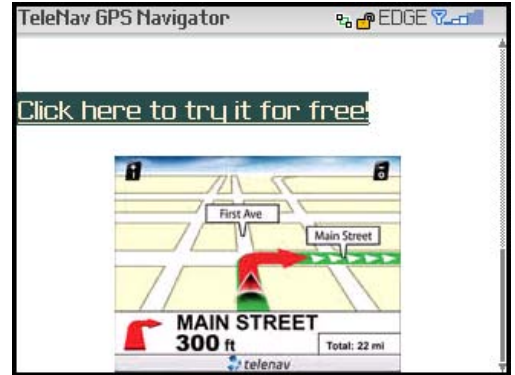 TeleNav GPS Navigator EDGE
Click here to try it for free!
First Ave
Main Street
MAIN STREET
300 ft Total: 22 mi
telenav